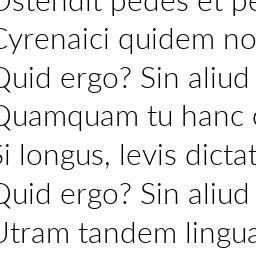 Ostendit pedes et pe
Cyrenaici quidem no
Quid ergo? Sin aliud
Quamquam tu hanc
Si longus, levis dictat
Quid ergo? Sin aliud
Utram tandem lingua